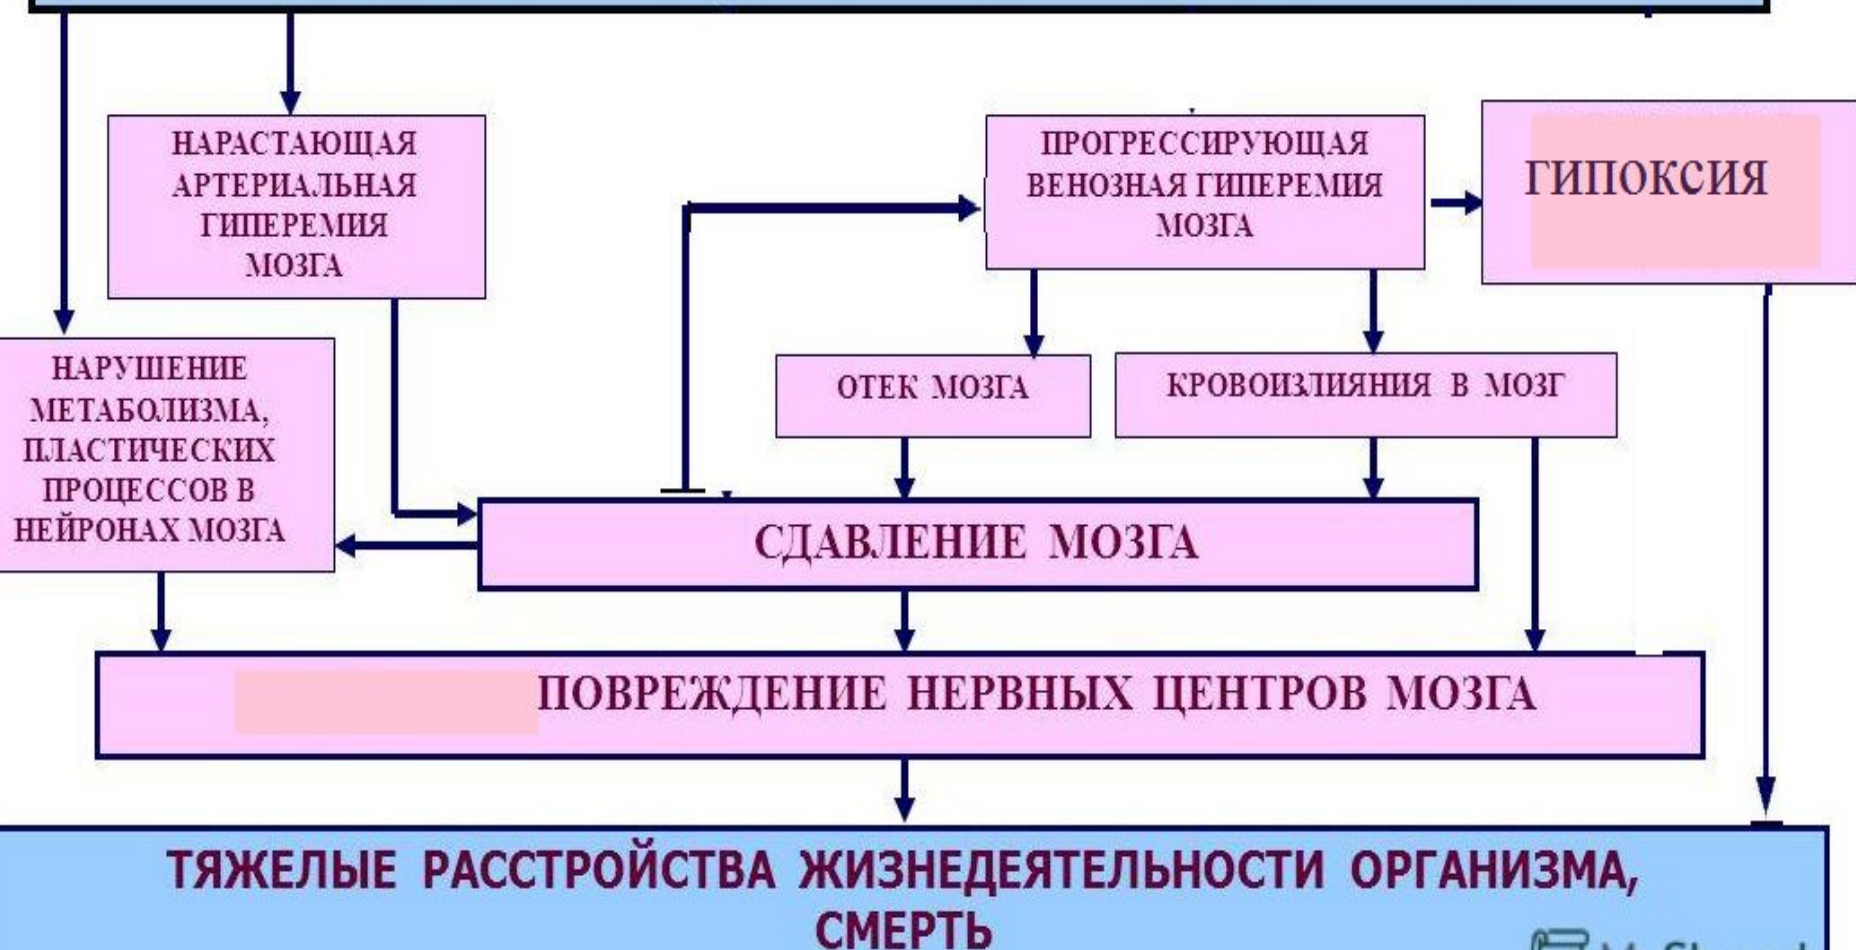 НАРАСТАЮЩАЯ
АРТЕРИАЛЬНАЯ
ГИПЕРЕМИЯ
МОЗГА
ПРОГРЕССИРУЮЩАЯ
ВЕНОЗНАЯ ГИПЕРЕМИЯ
МОЗГА
ГИПОКСИЯ
НАРУШЕНИЕ
МЕТАБОЛИЗМА,
ПЛАСТИЧЕСКИХ
ПРОЦЕССОВ В
НЕЙРОНАХ МОЗГА
ОТЕК МОЗГА
КРОВОИЗЛИЯНИЯ В МОЗГ
СДАВЛЕНИЕ МОЗГА
ПОВРЕЖДЕНИЕ НЕРВНЫХ ЦЕНТРОВ МОЗГА
ТЯЖЕЛЫЕ РАССТРОЙСТВА ЖИЗНЕДЕЯТЕЛЬНОСТИ ОРГАНИЗМА,
СМЕРТЬ